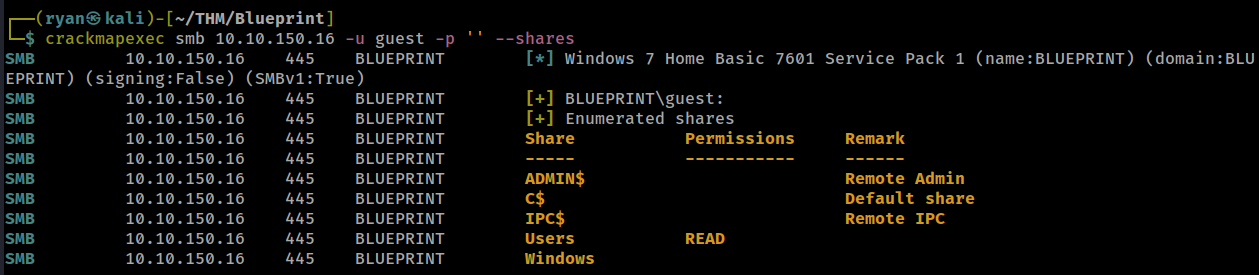 ┌──(ryan㉿kali)-[~/THM/Blueprint]
└─$ crackmapexec smb 10.10.150.16 -u guest -p '' --shares
SMB         10.10.150.16    445    BLUEPRINT        [*] Windows 7 Home Basic 7601 Service Pack 1 (name:BLUEPRINT) (domain:BLU
EPRINT) (signing:False) (SMBv1:True)
SMB         10.10.150.16    445    BLUEPRINT        [+] BLUEPRINT\guest:
SMB         10.10.150.16    445    BLUEPRINT        [+] Enumerated shares
SMB         10.10.150.16    445    BLUEPRINT        Share           Permissions     Remark
SMB         10.10.150.16    445    BLUEPRINT        -----           -----------     ------
SMB         10.10.150.16    445    BLUEPRINT        ADMIN$                          Remote Admin
SMB         10.10.150.16    445    BLUEPRINT        C$                              Default share
SMB         10.10.150.16    445    BLUEPRINT        IPC$                            Remote IPC
SMB         10.10.150.16    445    BLUEPRINT        Users           READ
SMB         10.10.150.16    445    BLUEPRINT        Windows